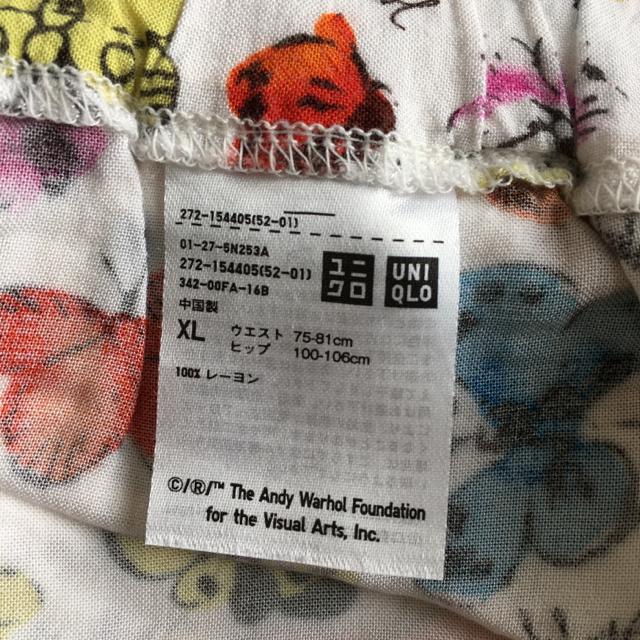 272-154405(52-01)
01-27-5N253A
272-154405(52-01)
342-00FA-16B
ユニ
クロ
UNI
QLO
中国製
XL ウエスト 75-81cm
ヒップ 100-106cm
100% レーヨン
©/®/™ The Andy Warhol Foundation
for the Visual Arts, Inc.